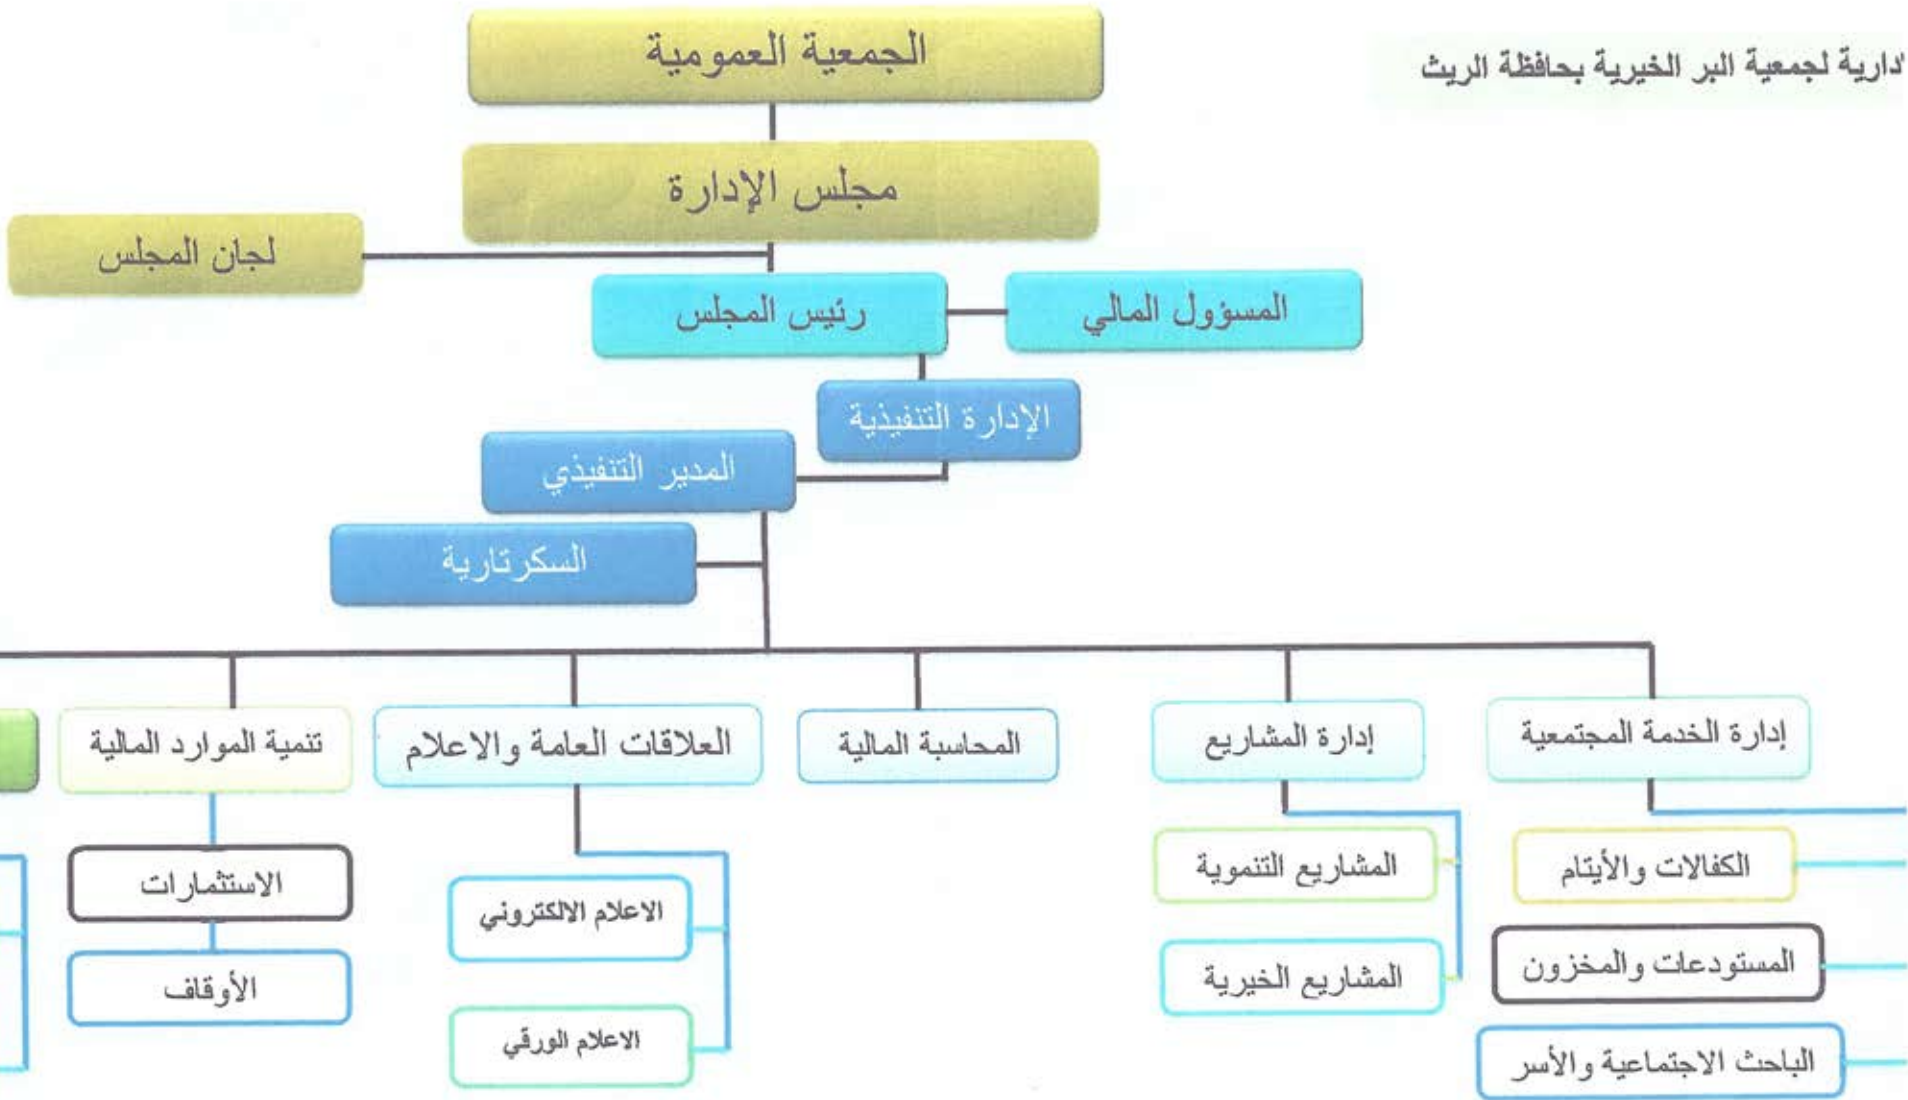 دارية لجمعية البر الخيرية بحافظة الريث
الجمعية العمومية
مجلس الإدارة
لجان المجلس
المسؤول المالي
رئيس المجلس
الإدارة التنفيذية
المدير التنفيذي
السكرتارية
إدارة الخدمة المجتمعية
إدارة المشاريع
المحاسبة المالية
العلاقات العامة والاعلام
تنمية الموارد المالية
الكفالات والأيتام
المستودعات والمخزون
الباحث الاجتماعية والأسر
المشاريع التنموية
المشاريع الخيرية
الاعلام الالكتروني
الاعلام الورقي
الاستثمارات
الأوقاف